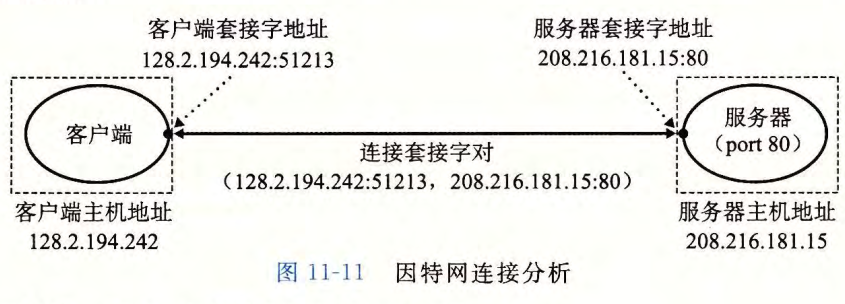 客户端套接字地址
128.2.194.242:51213
服务器套接字地址
208.216.181.15:80
客户端
服务器
（port 80）
连接套接字对
（128.2.194.242:51213，208.216.181.15:80）
客户端主机地址
128.2.194.242
服务器主机地址
208.216.181.15
图 11-11 因特网连接分析